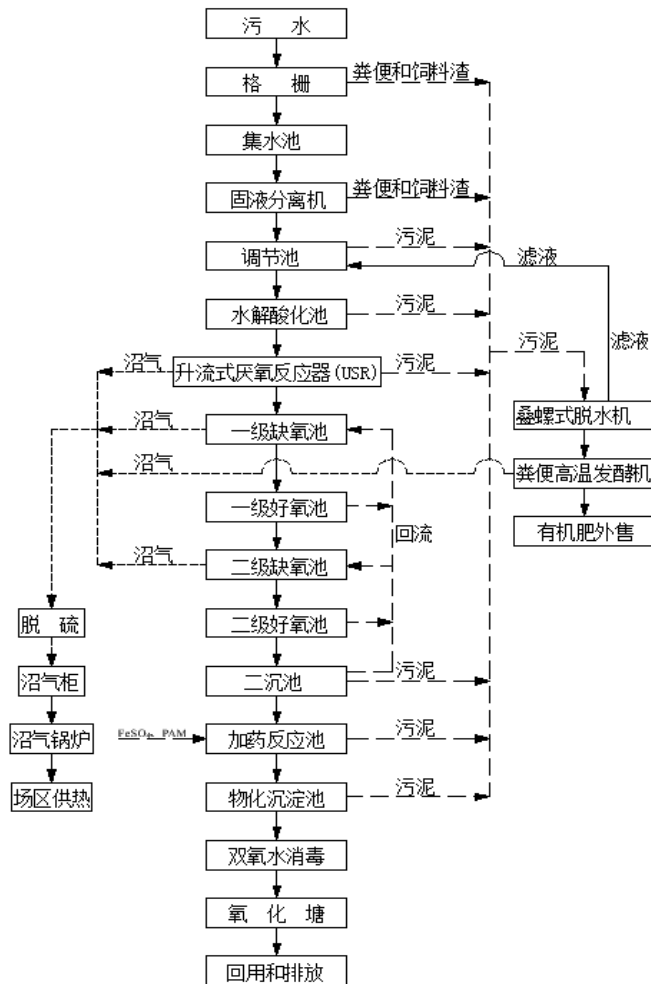 污 水
格 栅
粪便和饲料渣
集水池
固液分离机
粪便和饲料渣
调节池
污泥
滤液
水解酸化池
污泥
污泥
滤液
沼气
升流式厌氧反应器(USR)
污泥
叠螺式脱水机
沼气
一级缺氧池
沼气
粪便高温发酵机
一级好氧池
回流
有机肥外售
沼气
二级缺氧池
脱 硫
二级好氧池
沼气柜
二沉池
污泥
沼气锅炉
FeSO₄、PAM
加药反应池
污泥
场区供热
物化沉淀池
污泥
双氧水消毒
氧 化 塘
回用和排放